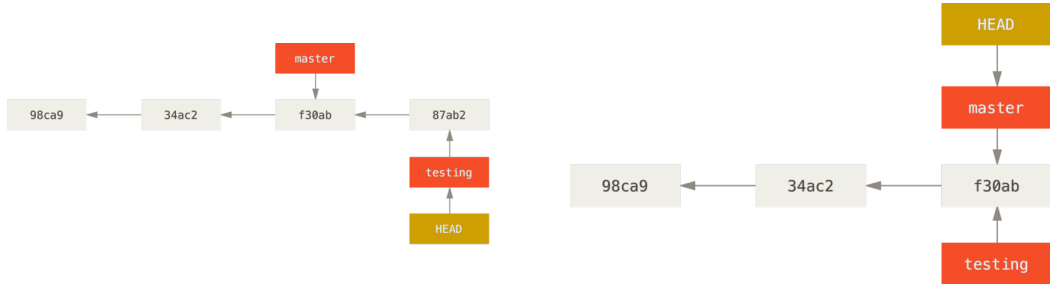 master
98ca9
34ac2
f30ab
87ab2
testing
HEAD
HEAD
master
98ca9
34ac2
f30ab
testing